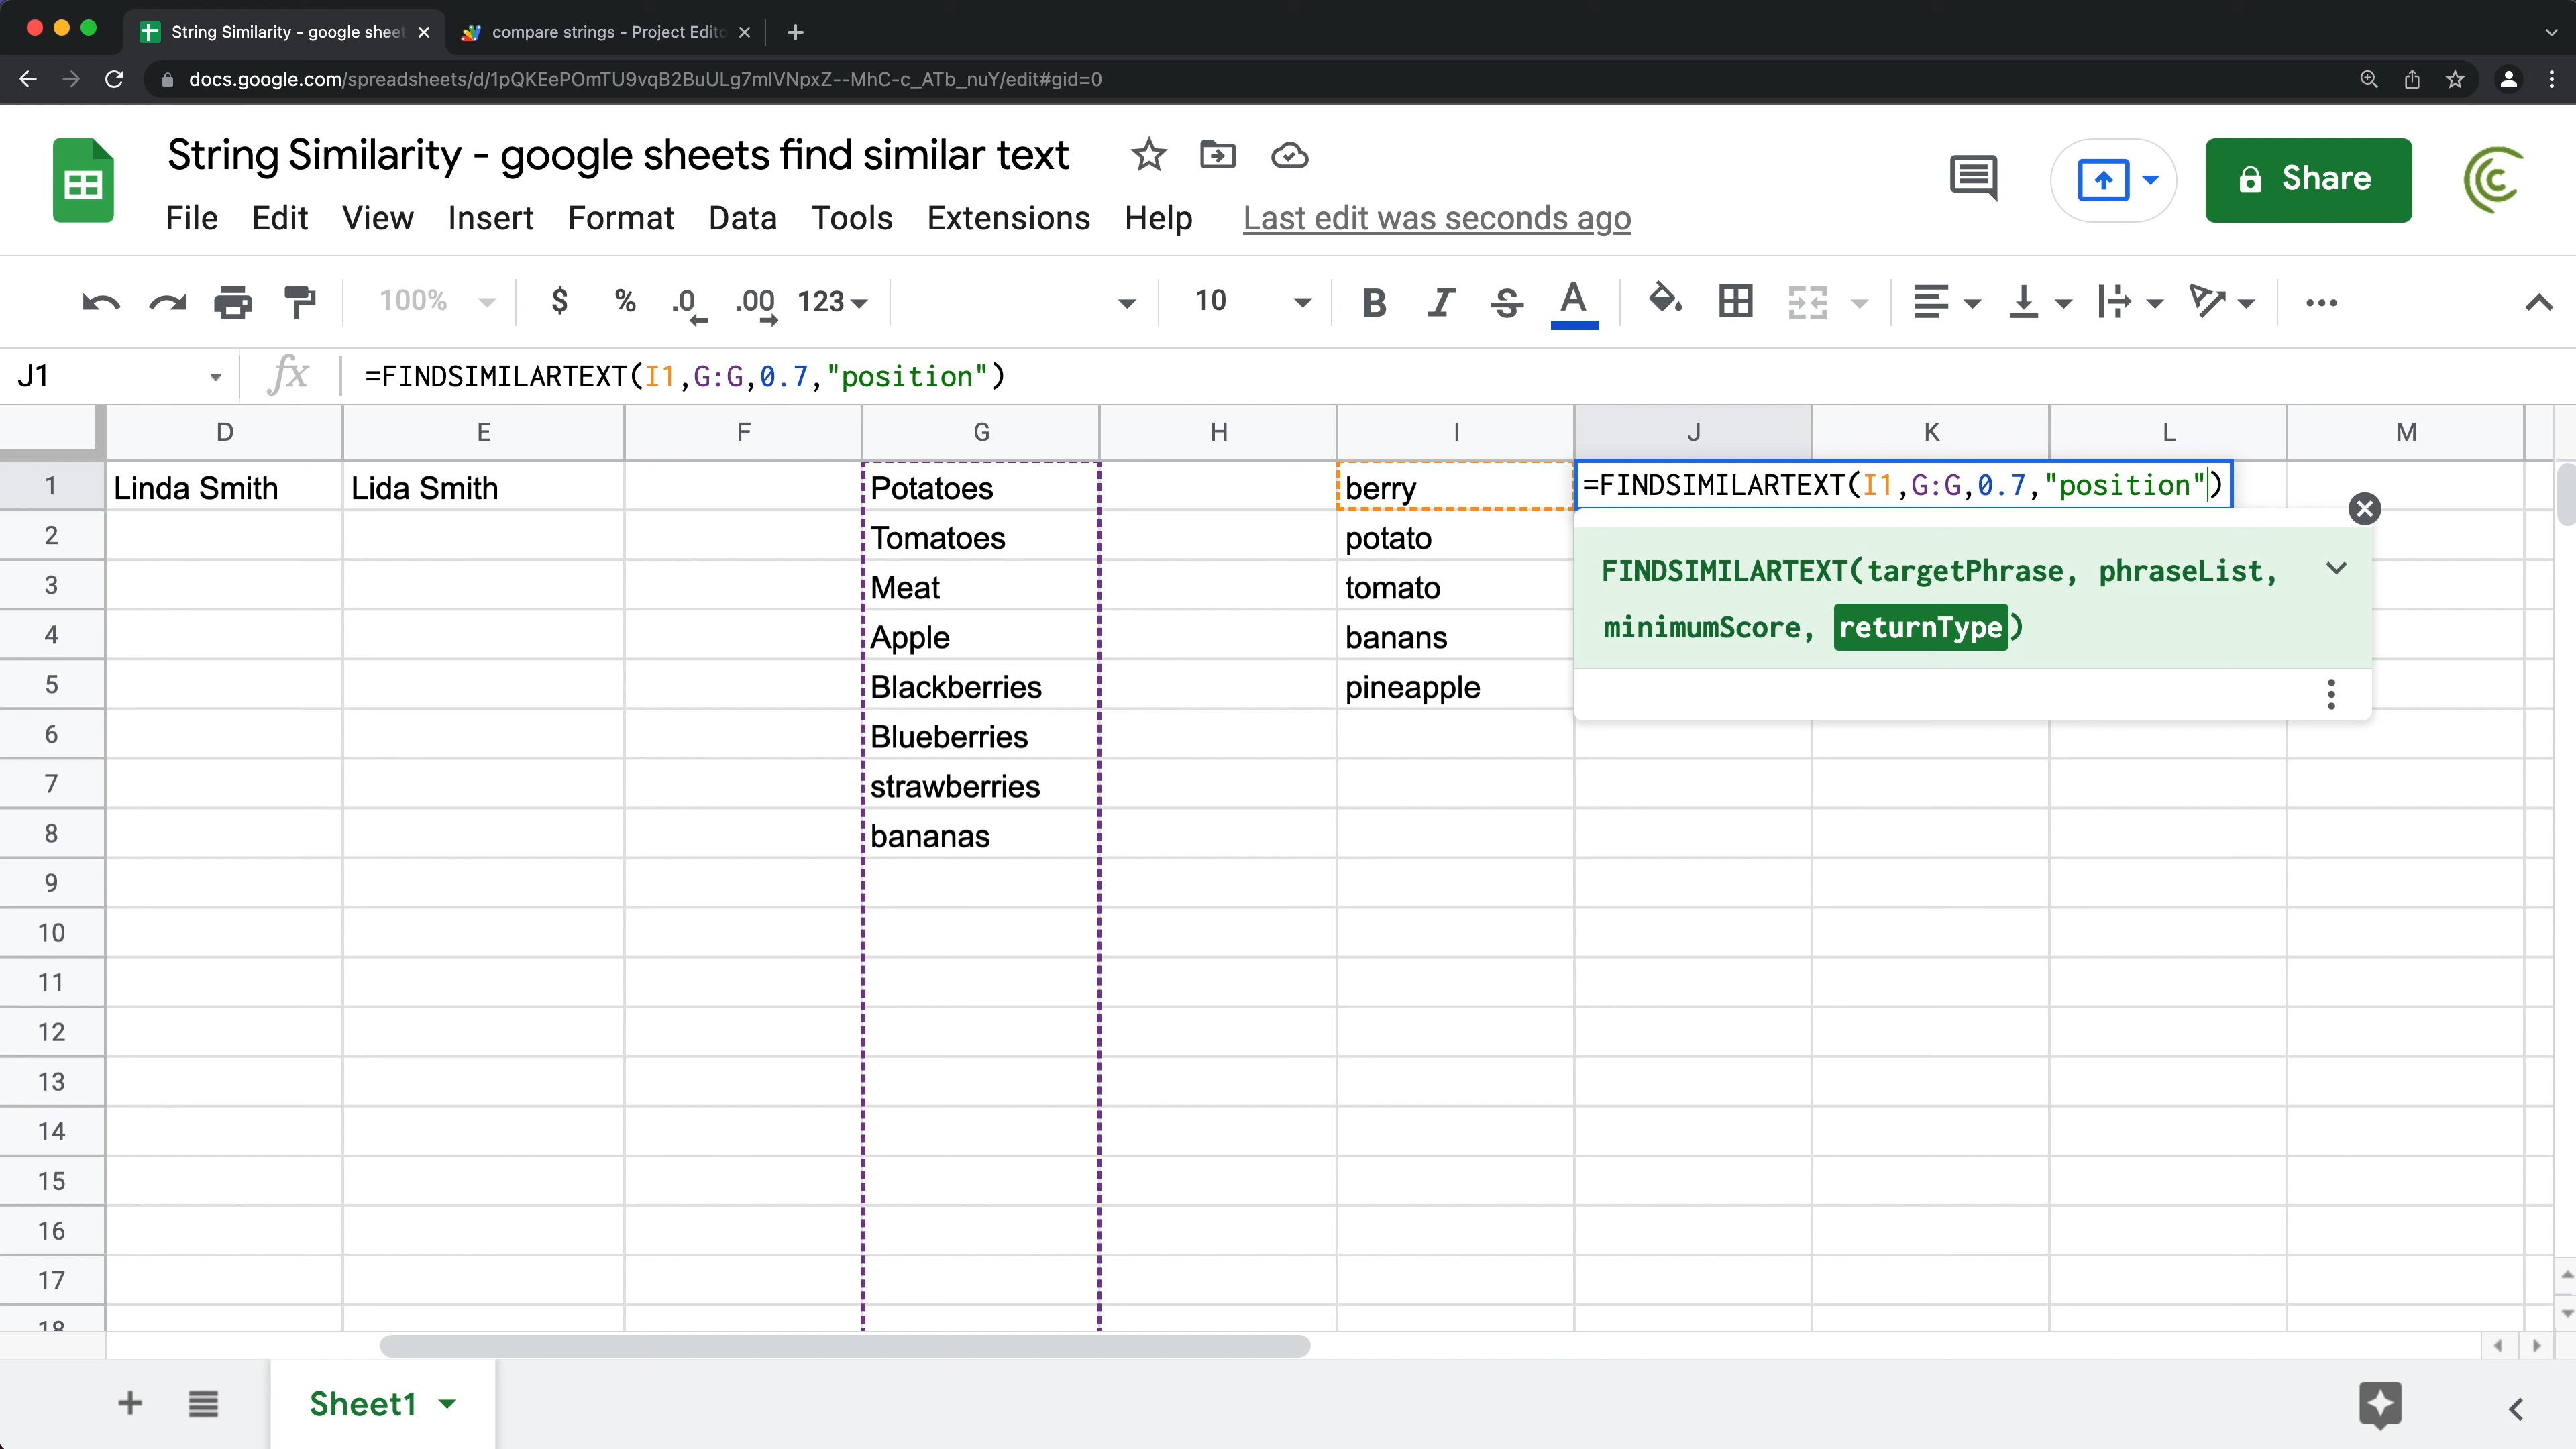 String Similarity - google shee
compare strings - Project Edito
docs.google.com/spreadsheets/d/1pQKEePOmTU9vqB2BuULg7mlVNpxZ--MhC-c_ATb_nuY/edit#gid=0
String Similarity - google sheets find similar text
File Edit View Insert Format Data Tools Extensions Help Last edit was seconds ago
Share
100% $ % .0 .00 123 10 B I S A
J1 fx =FINDSIMILARTEXT(I1,G:G,0.7,"position")
D E F G H I J K L M
1 Linda Smith Lida Smith Potatoes berry =FINDSIMILARTEXT(I1,G:G,0.7,"position")
2 Tomatoes potato
3 Meat tomato
4 Apple banans
5 Blackberries pineapple
FINDSIMILARTEXT(targetPhrase, phraseList,
minimumScore, returnType)
6 Blueberries
7 strawberries
8 bananas
9
10
11
12
13
14
15
16
17
18
Sheet1